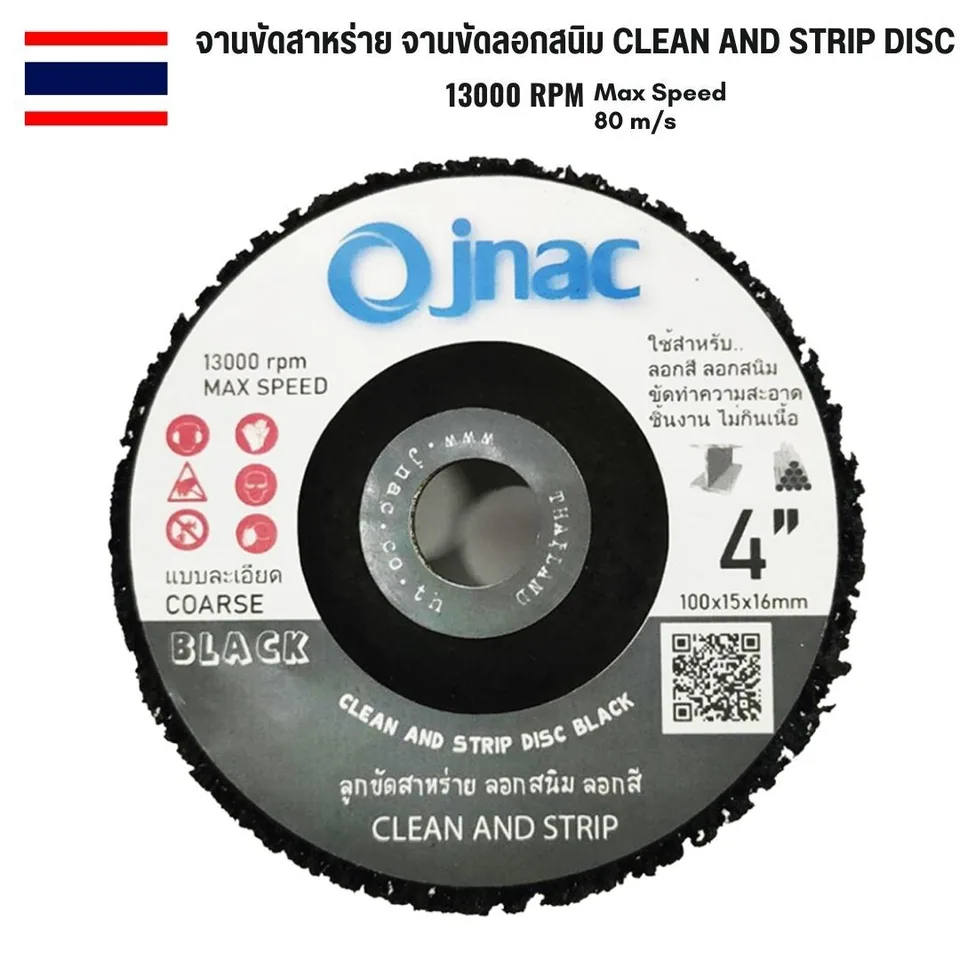 จานขัดสาหร่าย จานขัดลอกสนิม CLEAN AND STRIP DISC
13000 RPM Max Speed
80 m/s
jnac
13000 rpm
MAX SPEED
ใช้สำหรับ..
ลอกสี ลอกสนิม
ขัดทำความสะอาด
ชิ้นงาน ไม่กินเนื้อ
www.jnac.co.th
THAILAND
4"
100x15x16mm
แบบละเอียด
COARSE
BLACK
CLEAN AND STRIP DISC BLACK
ลูกขัดสาหร่าย ลอกสนิม ลอกสี
CLEAN AND STRIP